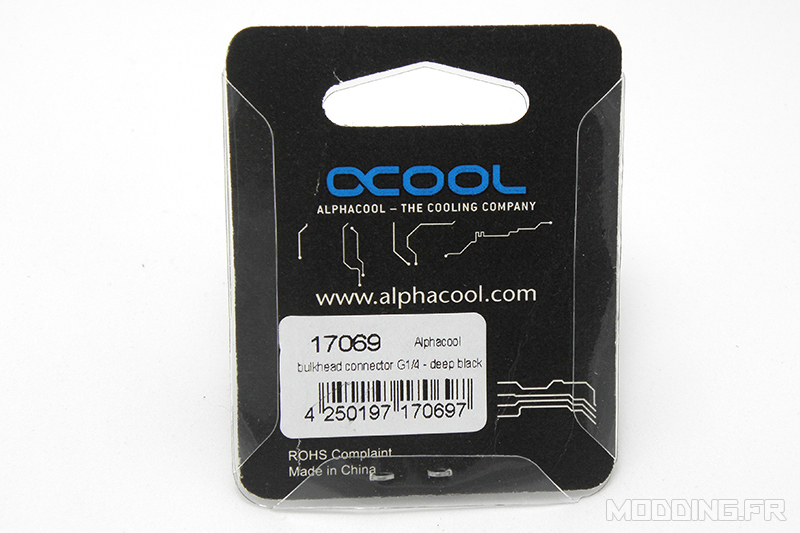 αCOOL
ALPHACOOL – THE COOLING COMPANY
www.alphacool.com
17069 Alphacool
bulkhead connector G1/4 - deep black
4 250197 170697
ROHS Complaint
Made in China
MODDING.FR